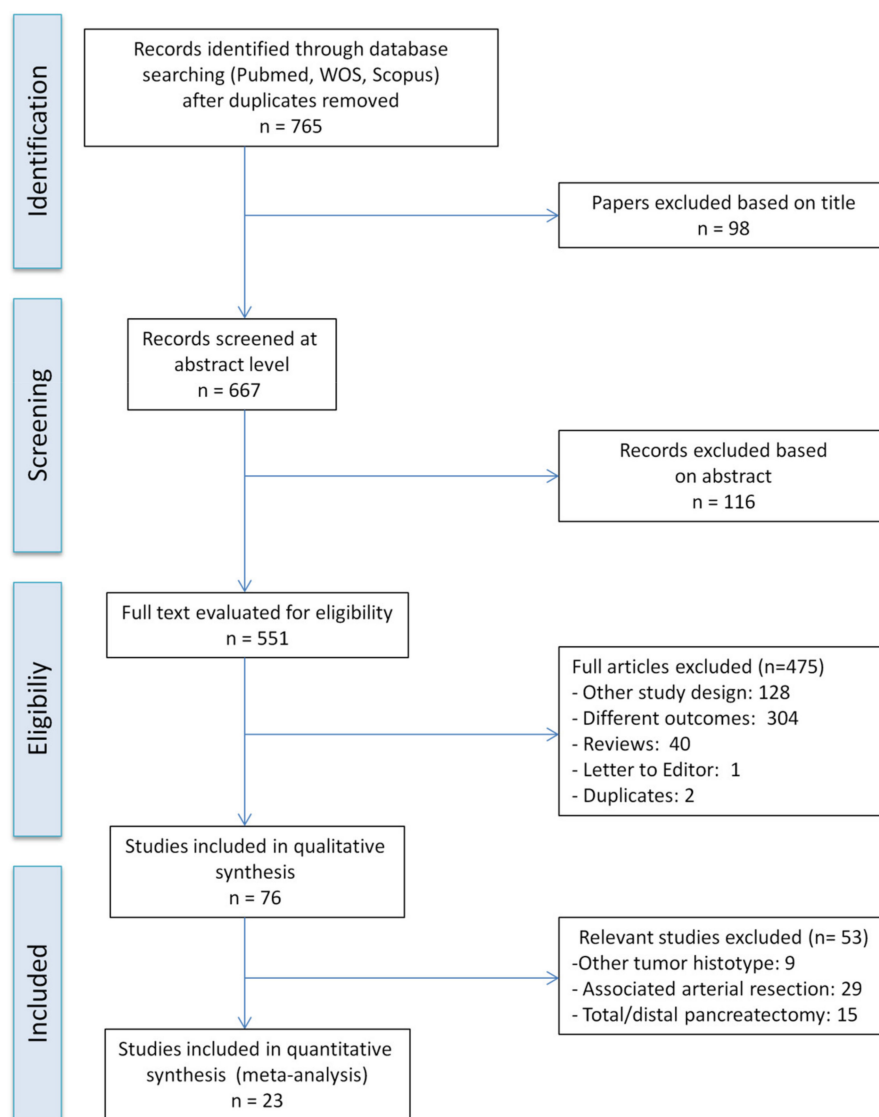 Identification
Records identified through database
searching (Pubmed, WOS, Scopus)
after duplicates removed
n = 765
Papers excluded based on title
n = 98
Screening
Records screened at
abstract level
n = 667
Records excluded based
on abstract
n = 116
Eligibiliy
Full text evaluated for eligibility
n = 551
Full articles excluded (n=475)
- Other study design: 128
- Different outcomes: 304
- Reviews: 40
- Letter to Editor: 1
- Duplicates: 2
Studies included in qualitative
synthesis
n = 76
Included
Relevant studies excluded (n= 53)
-Other tumor histotype: 9
- Associated arterial resection: 29
- Total/distal pancreatectomy: 15
Studies included in quantitative
synthesis (meta-analysis)
n = 23